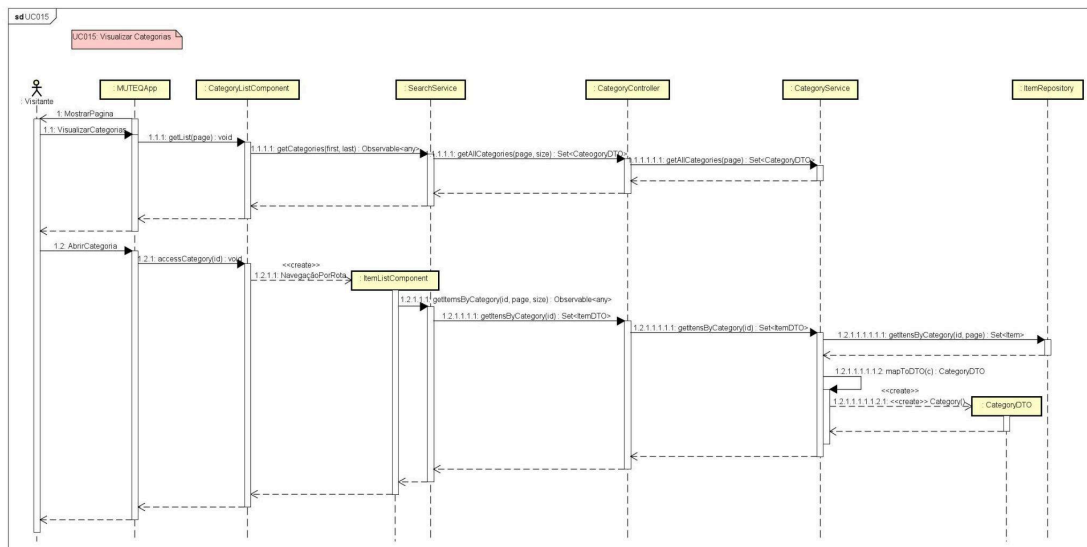 sd UC015
UC015: Visualizar Categorias
: Visitante
: MUTEQApp
: CategoryListComponent
: SearchService
: CategoryController
: CategoryService
: ItemRepository
1: MostrarPagina
1.1: VisualizarCategorias
1.1.1: getList(page) : void
1.1.1.1: getCategories(first, last) : Observable<any>
1.1.1.1: getAllCategories(page, size) : Set<CateogoryDTO>
1.1.1.1.1.1: getAllCategories(page) : Set<CategoryDTO>
1.2: AbrirCategoria
1.2.1: accessCategory(id) : void
<<create>>
1.2.1.1: NavegaçãoPorRota
: ItemListComponent
1.2.1.1.1: getItemsByCategory(id, page, size) : Observable<any>
1.2.1.1.1.1: getItensByCategory(id) : Set<ItemDTO>
1.2.1.1.1.1.1: getItensByCategory(id) : Set<ItemDTO>
1.2.1.1.1.1.1.1: getItensByCategory(id, page) : Set<Item>
1.2.1.1.1.1.1.2: mapToDTO(c) : CategoryDTO
<<create>>
1.2.1.1.1.1.1.2.1: <<create>> Category()
: CategoryDTO